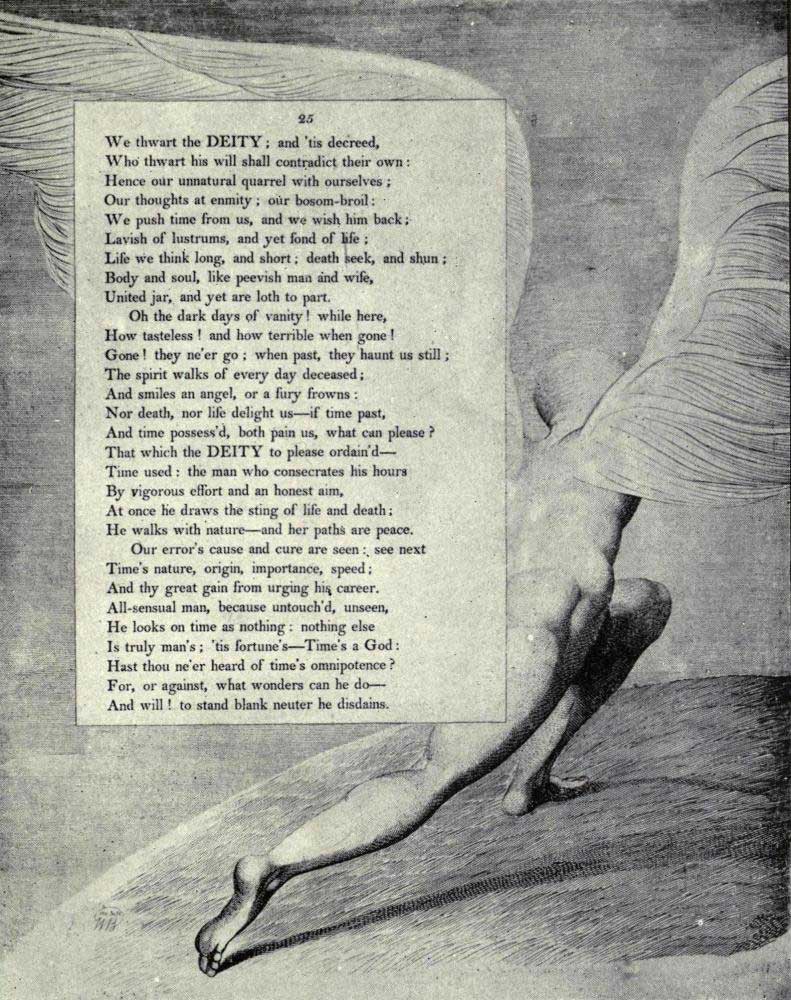 25
We thwart the DEITY; and 'tis decreed,
Who thwart his will shall contradict their own:
Hence our unnatural quarrel with ourselves;
Our thoughts at enmity; our bosom-broil:
We push time from us, and we wish him back;
Lavish of lustrums, and yet fond of life;
Life we think long, and short; death seek, and shun;
Body and soul, like peevish man and wife,
United jar, and yet are loth to part.
Oh the dark days of vanity! while here,
How tasteless! and how terrible when gone!
Gone! they ne'er go; when past, they haunt us still;
The spirit walks of every day deceased;
And smiles an angel, or a fury frowns:
Nor death, nor life delight us—if time past,
And time possess'd, both pain us, what can please?
That which the DEITY to please ordain'd—
Time used: the man who consecrates his hours
By vigorous effort and an honest aim,
At once he draws the sting of life and death;
He walks with nature—and her paths are peace.
Our error's cause and cure are seen: see next
Time's nature, origin, importance, speed;
And thy great gain from urging his career.
All-sensual man, because untouch'd, unseen,
He looks on time as nothing: nothing else
Is truly man's; 'tis fortune's—Time's a God:
Hast thou ne'er heard of time's omnipotence?
For, or against, what wonders can he do—
And will! to stand blank neuter he disdains.
WB